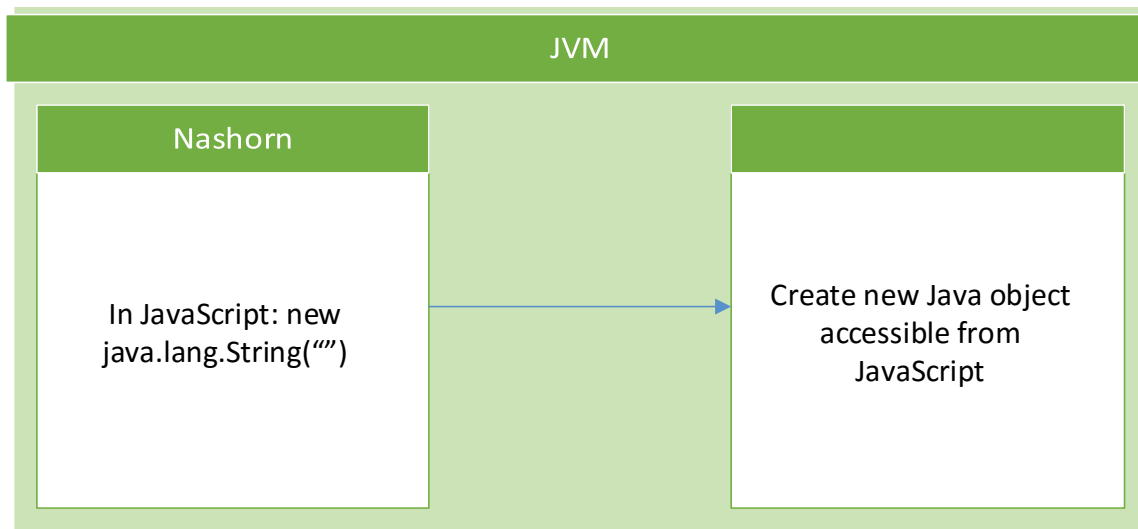 JVM
Nashorn
In JavaScript: new
java.lang.String(“”)
Create new Java object
accessible from
JavaScript